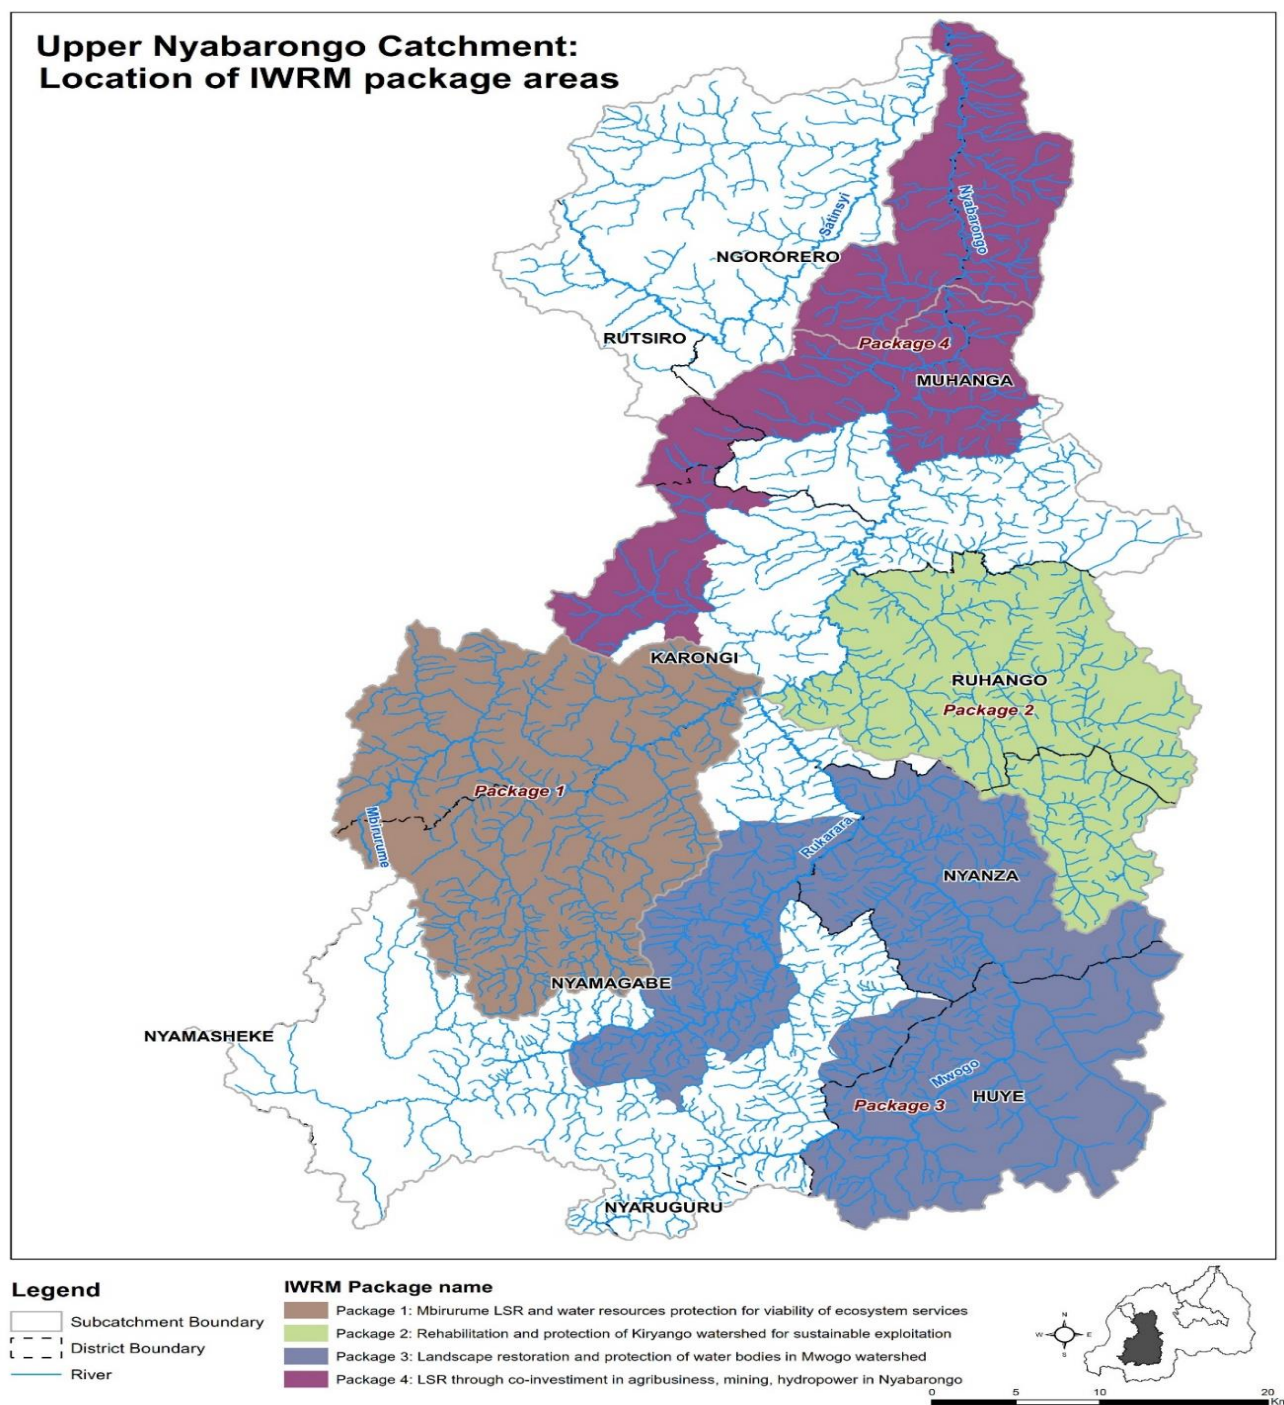 Upper Nyabarongo Catchment:
Location of IWRM package areas
Nyabarongo
Satinsyi
NGORORERO
RUTSIRO
Package 4
MUHANGA
KARONGI
RUHANGO
Package 2
Package 1
Mbirurume
Rukarara
NYANZA
NYAMAGABE
NYAMASHEKE
Mwogo
HUYE
Package 3
NYARUGURU
Legend
Subcatchment Boundary
District Boundary
River
IWRM Package name
Package 1: Mbirurume LSR and water resources protection for viability of ecosystem services
Package 2: Rehabilitation and protection of Kiryango watershed for sustainable exploitation
Package 3: Landscape restoration and protection of water bodies in Mwogo watershed
Package 4: LSR through co-investiment in agribusiness, mining, hydropower in Nyabarongo
N
W E
S
0 5 10 20
Km